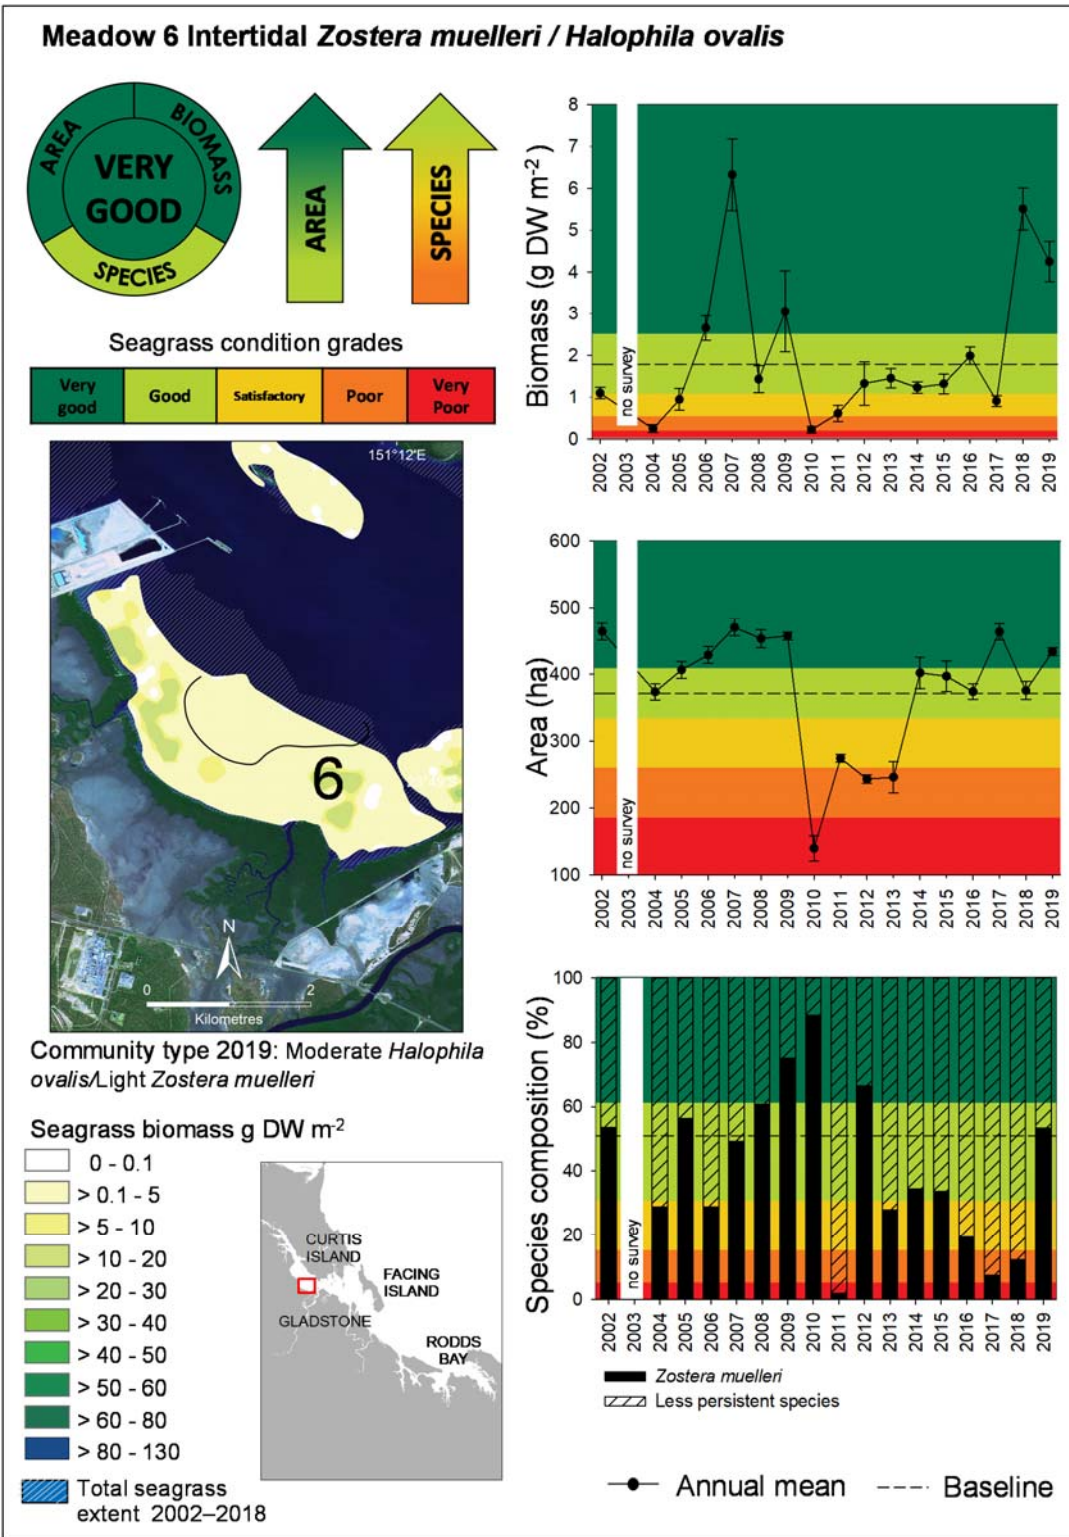 Meadow 6 Intertidal Zostera muelleri / Halophila ovalis
AREA
BIOMASS
VERY
GOOD
SPECIES
AREA
SPECIES
Seagrass condition grades
Very
good
Good
Satisfactory
Poor
Very
Poor
151°12'E
6
N
0 1 2
Kilometres
Community type 2019: Moderate Halophila
ovalis/Light Zostera muelleri
Seagrass biomass g DW m-2
0 - 0.1
> 0.1 - 5
> 5 - 10
> 10 - 20
> 20 - 30
> 30 - 40
> 40 - 50
> 50 - 60
> 60 - 80
> 80 - 130
Total seagrass
extent 2002–2018
CURTIS
ISLAND
FACING
ISLAND
GLADSTONE
RODDS
BAY
Biomass (g DW m-2)
8
7
6
5
4
3
2
1
0
no survey
2002 2003 2004 2005 2006 2007 2008 2009 2010 2011 2012 2013 2014 2015 2016 2017 2018 2019
Area (ha)
600
500
400
300
200
100
no survey
2002 2003 2004 2005 2006 2007 2008 2009 2010 2011 2012 2013 2014 2015 2016 2017 2018 2019
Species composition (%)
100
80
60
40
20
0
no survey
2002 2003 2004 2005 2006 2007 2008 2009 2010 2011 2012 2013 2014 2015 2016 2017 2018 2019
Zostera muelleri
Less persistent species
Annual mean
Baseline